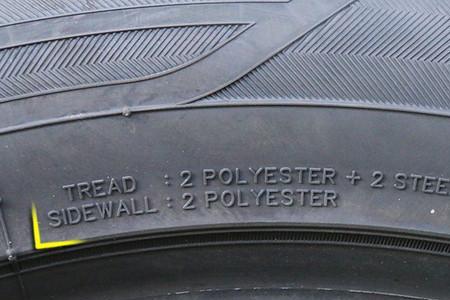 TREAD : 2 POLYESTER + 2 STEE
SIDEWALL : 2 POLYESTER